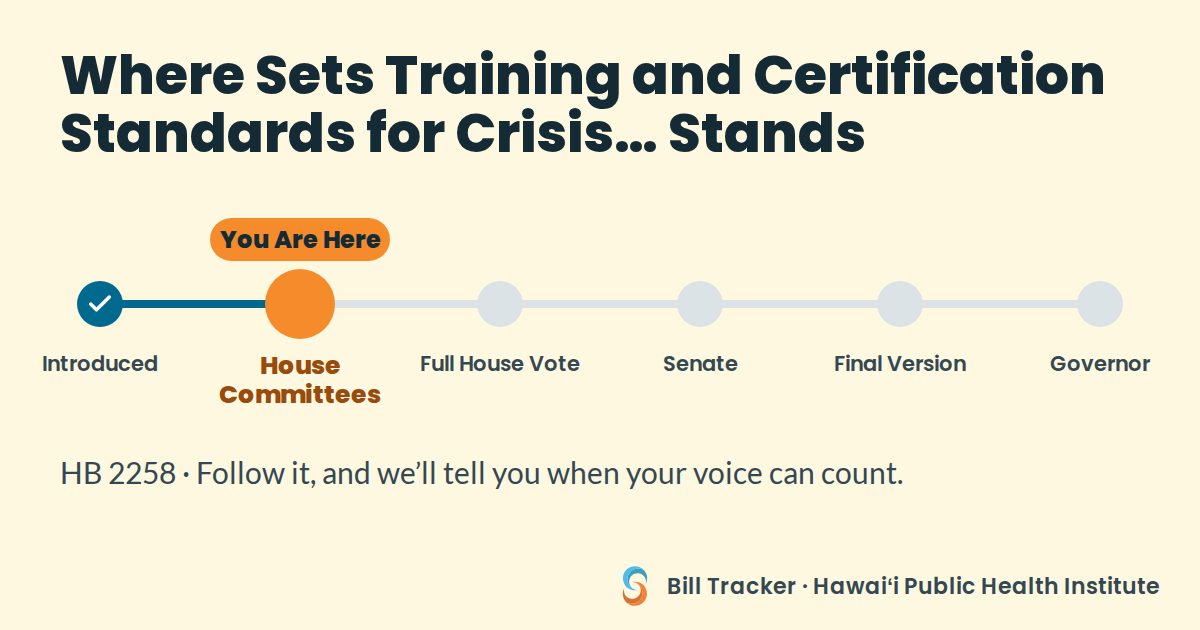 Where Sets Training and Certification
Standards for Crisis... Stands
You Are Here
Introduced
House
Committees
Full House Vote
Senate
Final Version
Governor
HB 2258 · Follow it, and we’ll tell you when your voice can count.
Bill Tracker · Hawaiʻi Public Health Institute